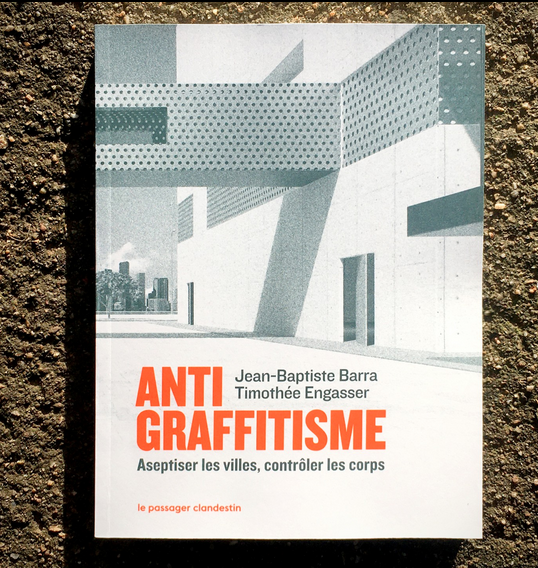 ANTI
Jean-Baptiste Barra
Timothée Engasser
GRAFFITISME
Aseptiser les villes, contrôler les corps
le passager clandestin